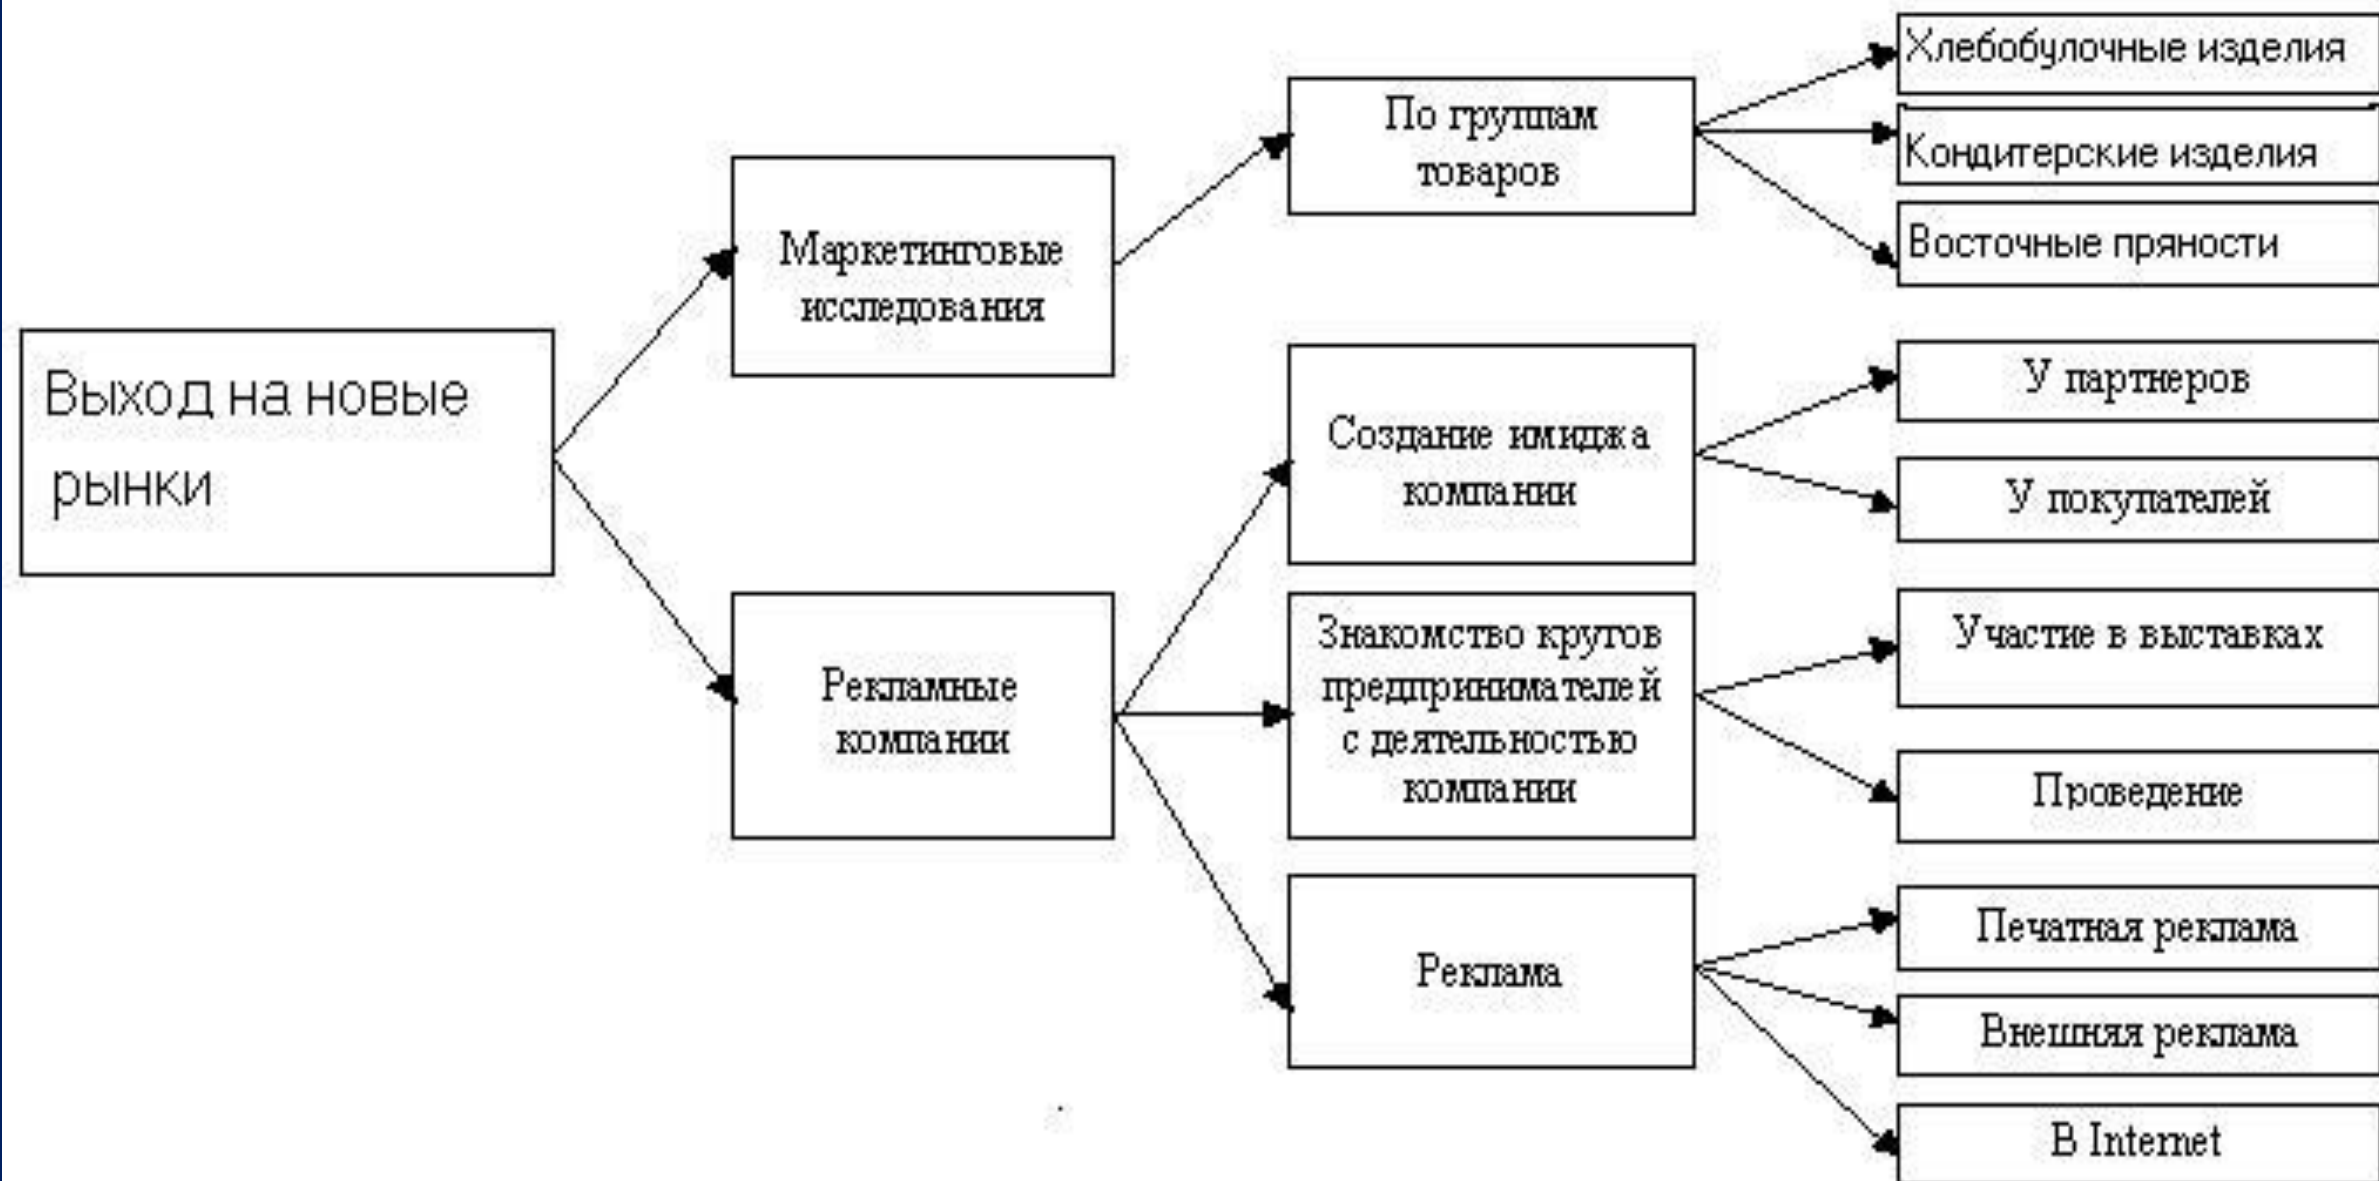 Выход на новые
рынки
Маркетинговые
исследования
Рекламные
компании
По группам
товаров
Создание имиджа
компании
Знакомство кругов
предпринимателей
с деятельностью
компании
Реклама
Хлебобулочные изделия
Кондитерские изделия
Восточные пряности
У партнеров
У покупателей
Участие в выставках
Проведение
Печатная реклама
Внешняя реклама
В Internet